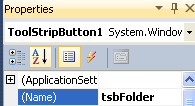 Properties
ToolStripButton1 System.Window
(ApplicationSett
(Name) tsbFolder